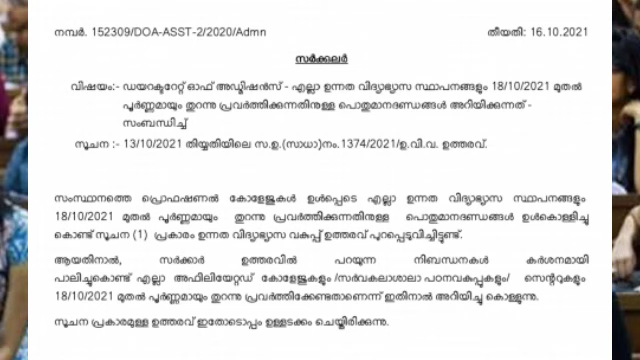 നമ്പർ. 152309/DOA-ASST-2/2020/Admn തീയതി: 16.10.2021
സർക്കുലർ
വിഷയം:- ഡയറക്ടറേറ്റ് ഓഫ് അഡ്മിഷൻസ് - എല്ലാ ഉന്നത വിദ്യാഭ്യാസ സ്ഥാപനങ്ങളും 18/10/2021 മുതൽ
പൂർണ്ണമായും തുറന്നു പ്രവർത്തിക്കുന്നതിനുള്ള പൊതുമാനദണ്ഡങ്ങൾ അറിയിക്കുന്നത് -
സംബന്ധിച്ച്
സൂചന :- 13/10/2021 തിയ്യതിയിലെ സ.ഉ.(സാധാ)നം.1374/2021/ഉ.വി.വ. ഉത്തരവ്.
സംസ്ഥാനത്തെ പ്രൊഫഷണൽ കോളേജുകൾ ഉൾപ്പെടെ എല്ലാ ഉന്നത വിദ്യാഭ്യാസ സ്ഥാപനങ്ങളും
18/10/2021 മുതൽ പൂർണ്ണമായും തുറന്നു പ്രവർത്തിക്കുന്നതിനുള്ള പൊതുമാനദണ്ഡങ്ങൾ ഉൾകൊള്ളിച്ചു
കൊണ്ട് സൂചന (1) പ്രകാരം ഉന്നത വിദ്യാഭ്യാസ വകുപ്പ് ഉത്തരവ് പുറപ്പെടുവിച്ചിട്ടുണ്ട്.
ആയതിനാൽ, സർക്കാർ ഉത്തരവിൽ പറയുന്ന നിബന്ധനകൾ കർശനമായി
പാലിച്ചുകൊണ്ട് എല്ലാ അഫിലിയേറ്റഡ് കോളേജുകളും /സർവകലാശാലാ പഠനവകുപ്പുകളും/ സെന്ററുകളും
18/10/2021 മുതൽ പൂർണ്ണമായും തുറന്നു പ്രവർത്തിക്കേണ്ടതാണെന്ന് ഇതിനാൽ അറിയിച്ചു കൊള്ളുന്നു.
സൂചന പ്രകാരമുള്ള ഉത്തരവ് ഇതോടൊപ്പം ഉള്ളടക്കം ചെയ്തിരിക്കുന്നു.